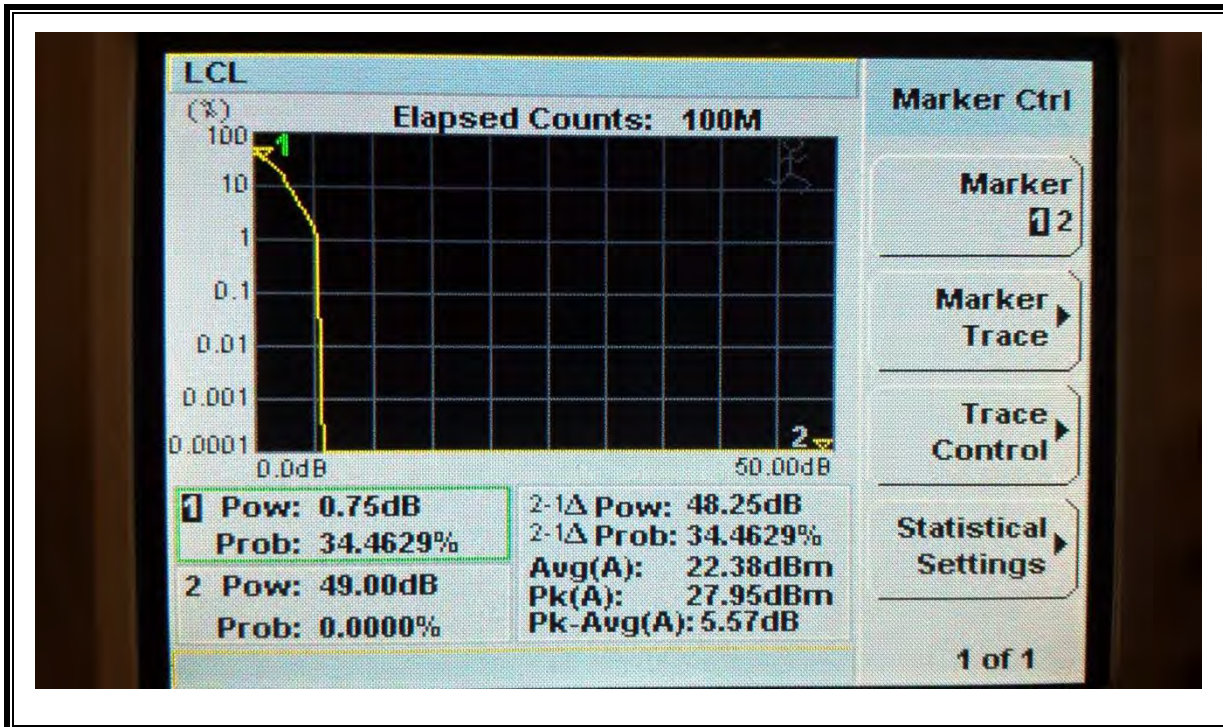 LCL
(%)
Elapsed Counts: 100M
100
1
10
1
0.1
0.01
0.001
0.0001
2
0.0dB
50.00dB
1 Pow: 0.75dB
Prob: 34.4629%
2 Pow: 49.00dB
Prob: 0.0000%
2-1Δ Pow: 48.25dB
2-1Δ Prob: 34.4629%
Avg(A): 22.38dBm
Pk(A): 27.95dBm
Pk-Avg(A): 5.57dB
Marker Ctrl
Marker
1 2
Marker
Trace
Trace
Control
Statistical
Settings
1 of 1